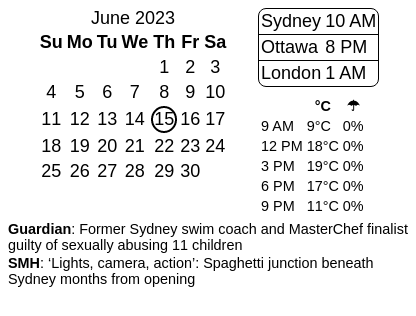 June 2023
Su Mo Tu We Th Fr Sa
1 2 3
4 5 6 7 8 9 10
11 12 13 14 15 16 17
18 19 20 21 22 23 24
25 26 27 28 29 30
Sydney 10 AM
Ottawa 8 PM
London 1 AM
°C ☂
9 AM 9°C 0%
12 PM 18°C 0%
3 PM 19°C 0%
6 PM 17°C 0%
9 PM 11°C 0%
Guardian: Former Sydney swim coach and MasterChef finalist
guilty of sexually abusing 11 children
SMH: ‘Lights, camera, action’: Spaghetti junction beneath
Sydney months from opening